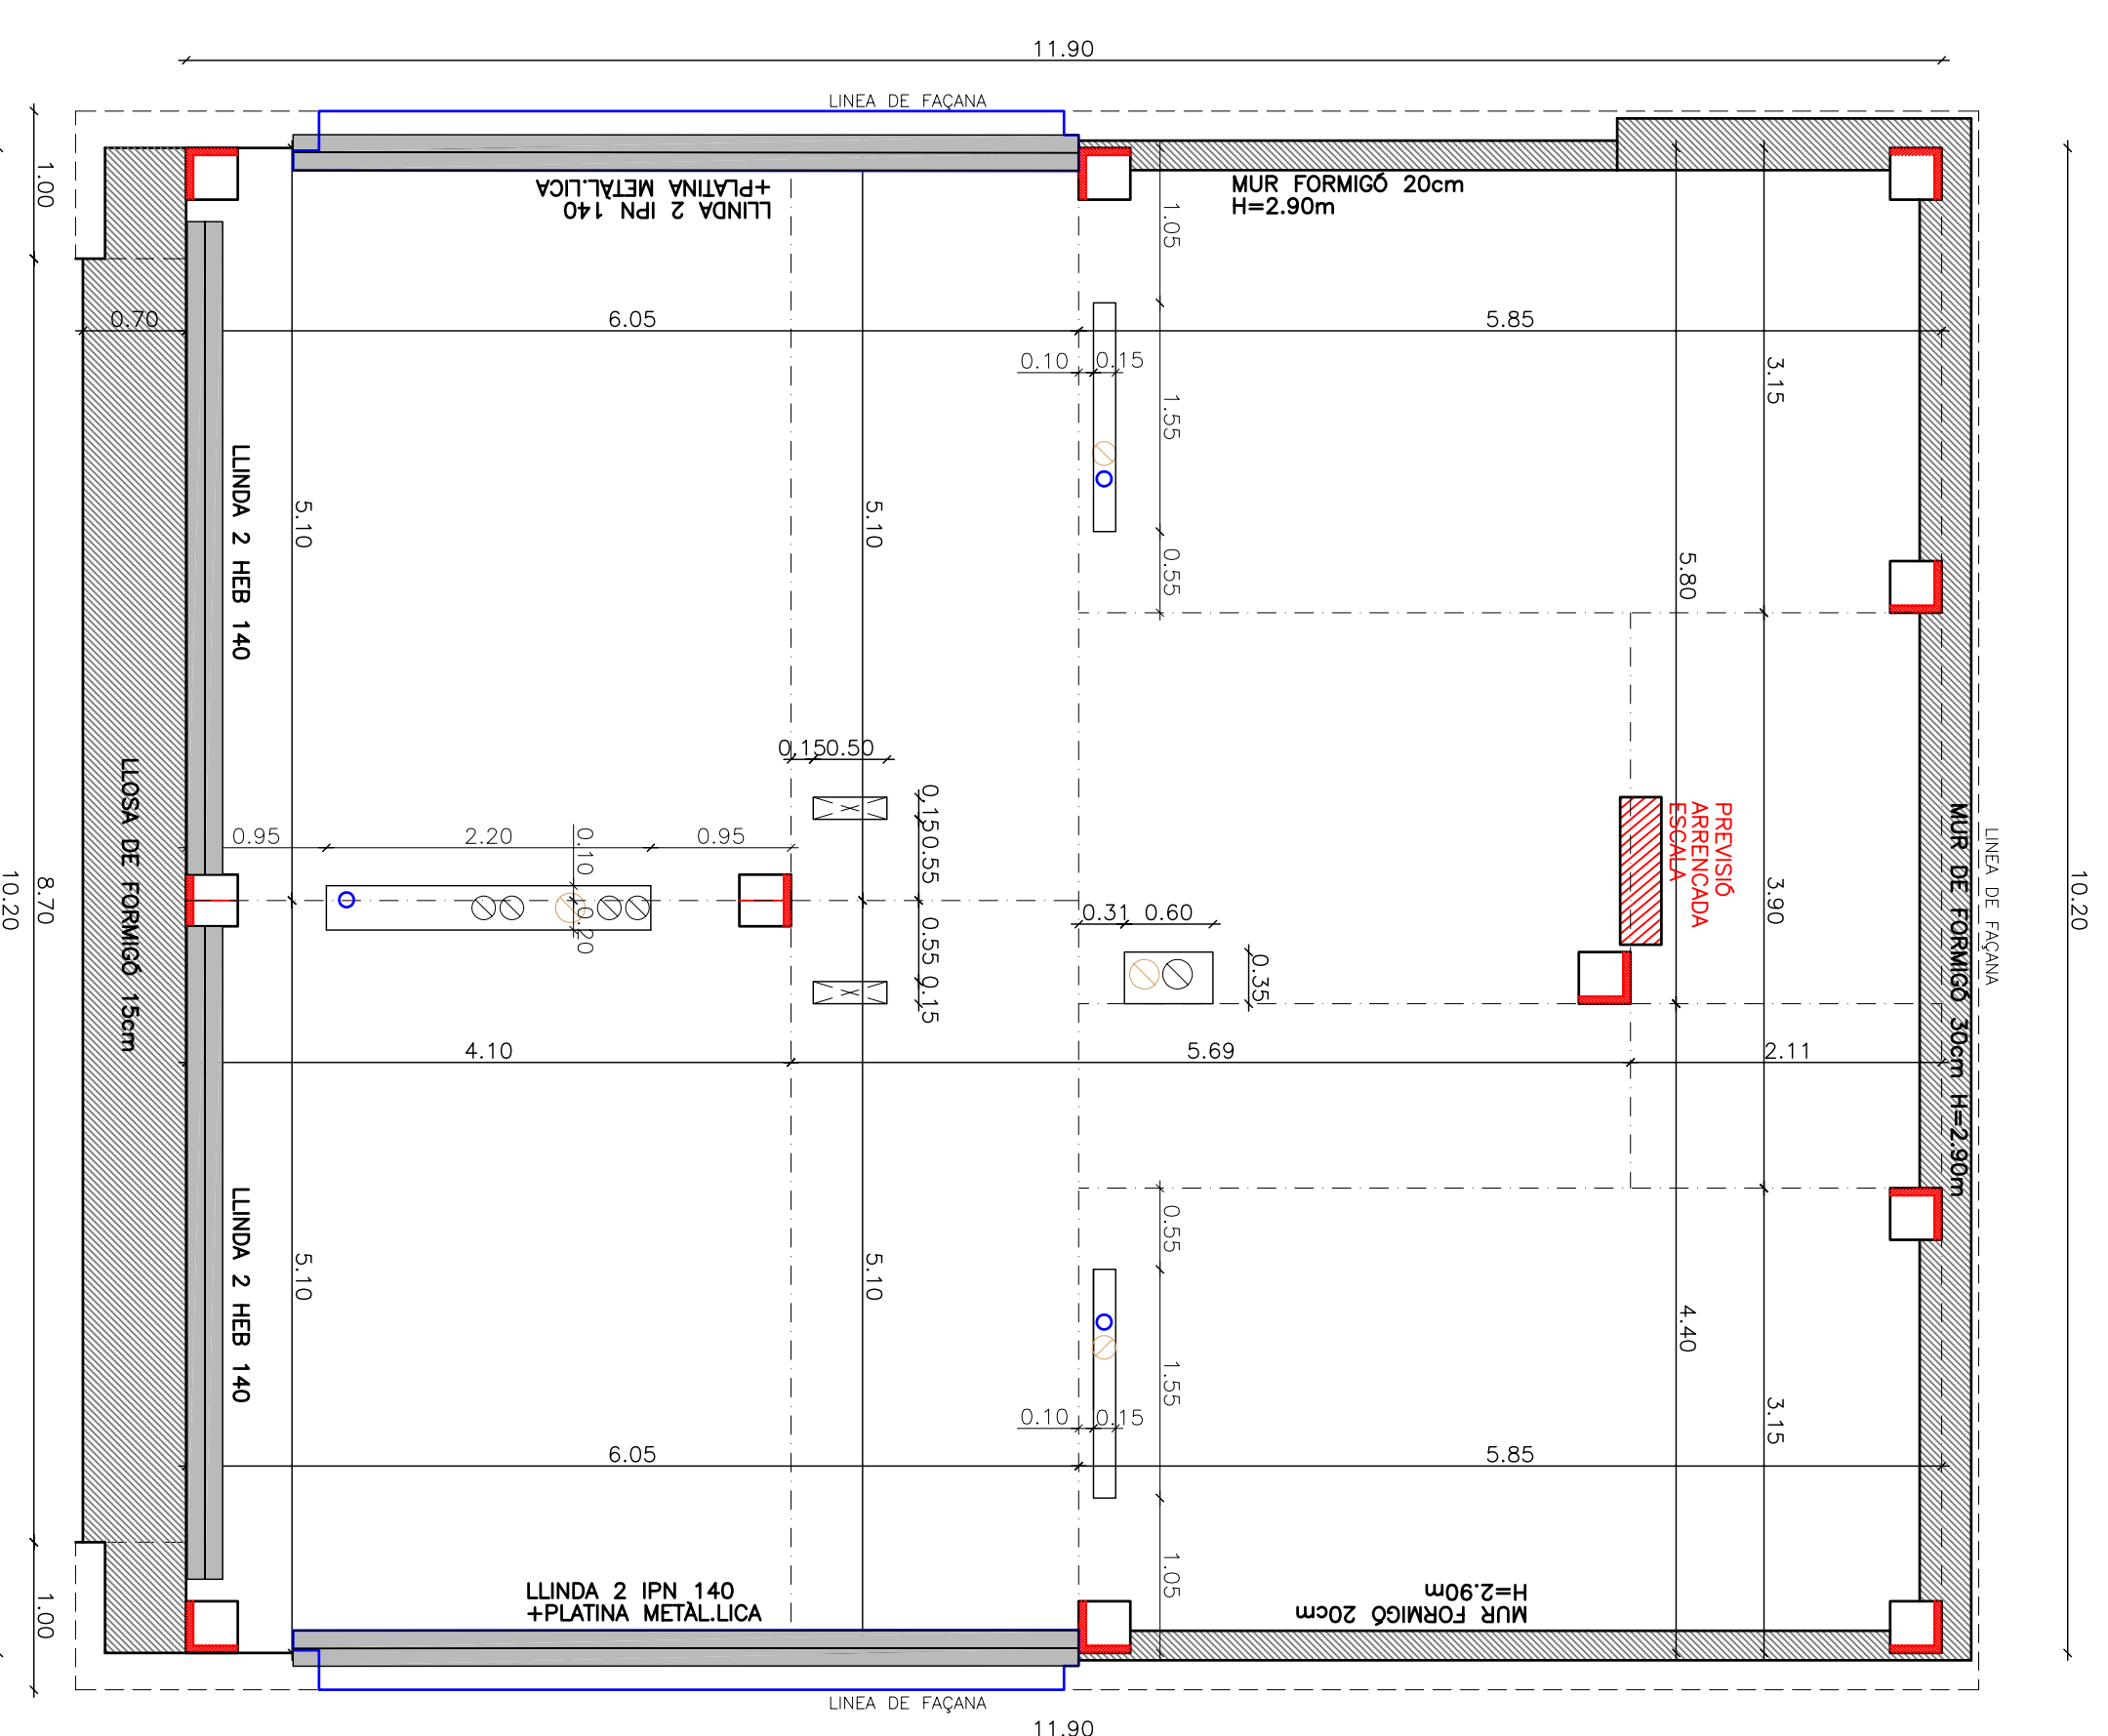 11.90
LINEA DE FAÇANA
1.00
LLINDA 2 IPN 140
+PLATINA METÀL.LICA
MUR FORMIGÓ 20cm
H=2.90m
1.05
0.70
6.05
5.85
0.10
0.15
3.15
1.55
LLINDA 2 HEB 140
5.10
5.10
0.55
5.80
0.15
0.50
0.15
0.55
PREVISIÓ
ARRENCADA
ESCALA
MUR DE FORMIGÓ 30cm H=2.90m
LINEA DE FAÇANA
LLOSA DE FORMIGÓ 15cm
0.95
2.20
0.10
0.95
8.70
10.20
3.90
10.20
0.20
0.31
0.60
0.55
0.35
0.15
4.10
5.69
2.11
LLINDA 2 HEB 140
5.10
5.10
0.55
4.40
1.55
0.10
0.15
3.15
6.05
5.85
1.00
LLINDA 2 IPN 140
+PLATINA METÀL.LICA
1.05
MUR FORMIGÓ 20cm
H=2.90m
LINEA DE FAÇANA
11.90